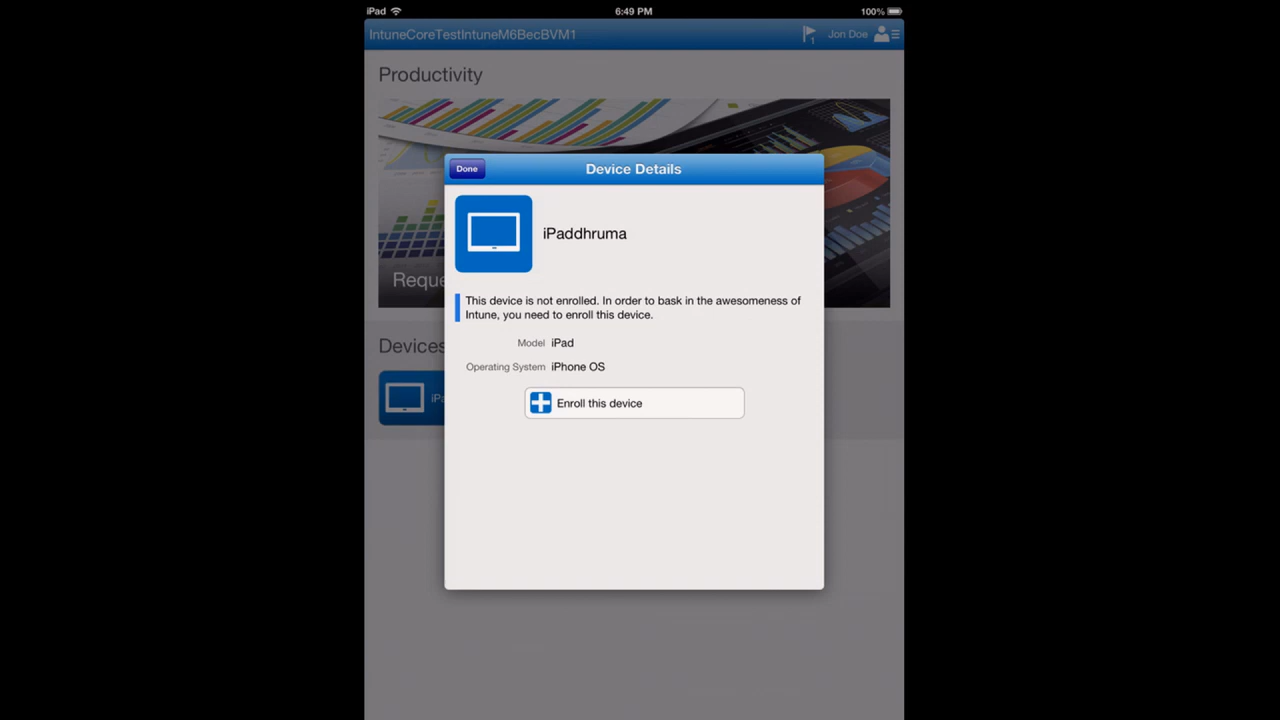 iPad 6:49 PM 100%
IntuneCoreTestIntuneM6BecBVM1 1 Jon Doe
Productivity
Done Device Details
iPaddhruma
Reque
This device is not enrolled. In order to bask in the awesomeness of
Intune, you need to enroll this device.
Model iPad
Devices
Operating System iPhone OS
iPa
Enroll this device